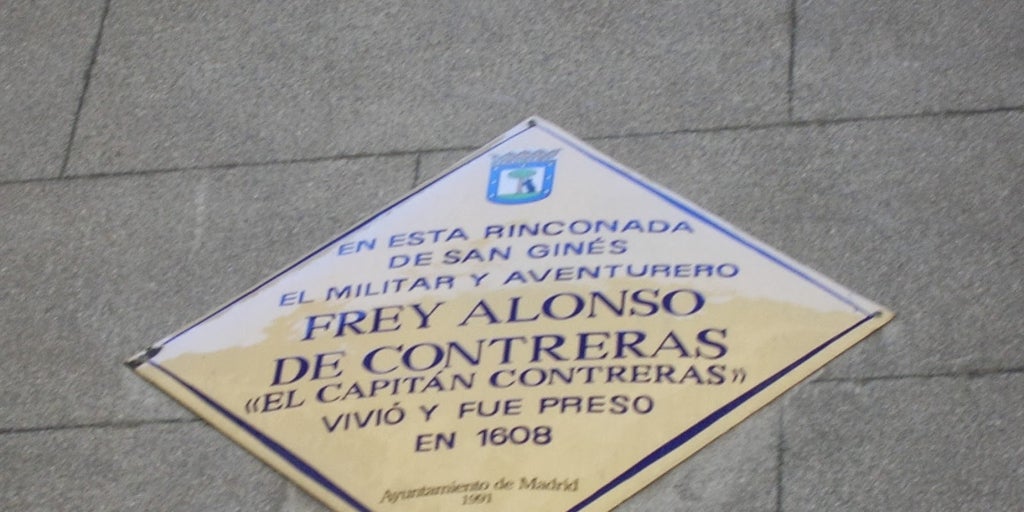 EN ESTA RINCONADA
DE SAN GINÉS
EL MILITAR Y AVENTURERO
FREY ALONSO
DE CONTRERAS
«EL CAPITÁN CONTRERAS»
VIVIÓ Y FUE PRESO
EN 1608
Ayuntamiento de Madrid
1991